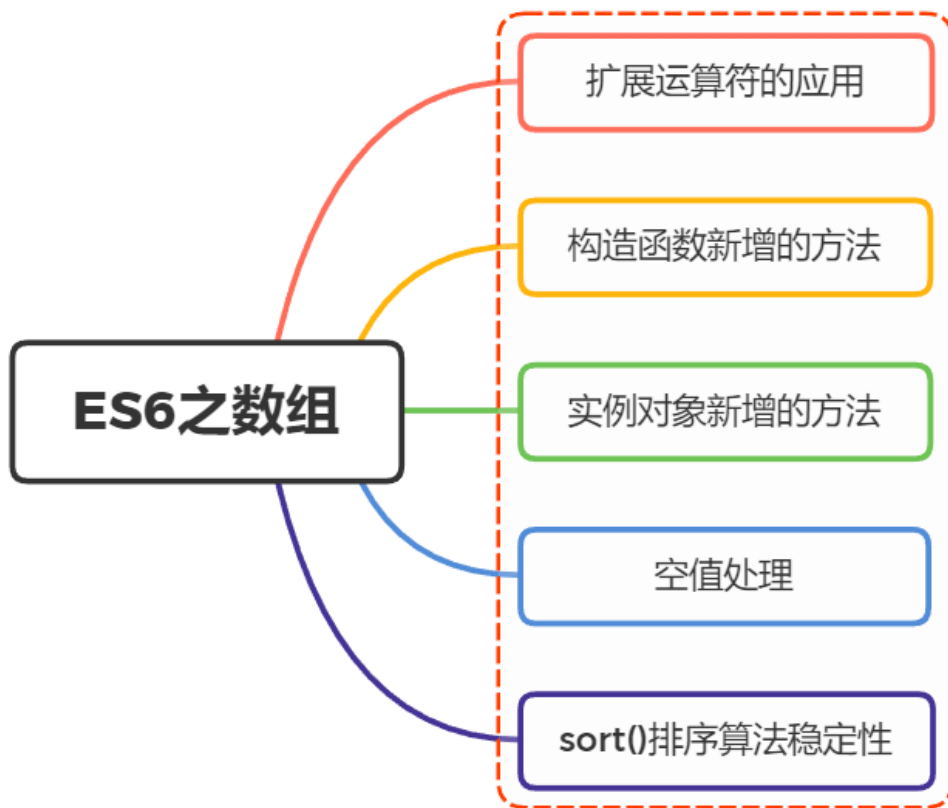 扩展运算符的应用
构造函数新增的方法
ES6之数组
实例对象新增的方法
空值处理
sort()排序算法稳定性